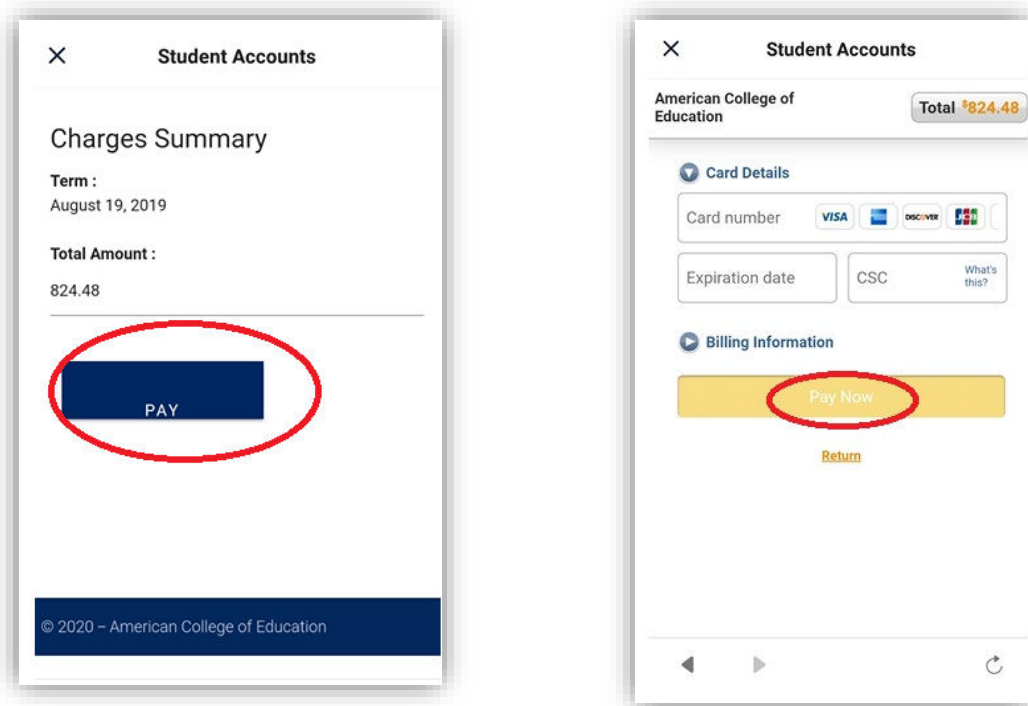 Student Accounts
Charges Summary
Term :
August 19, 2019
Total Amount :
824.48
PAY
© 2020 – American College of Education
Student Accounts
American College of
Education
Total $824.48
Card Details
Card number VISA DISCOVER JCB
Expiration date CSC What's
this?
Billing Information
Pay Now
Return